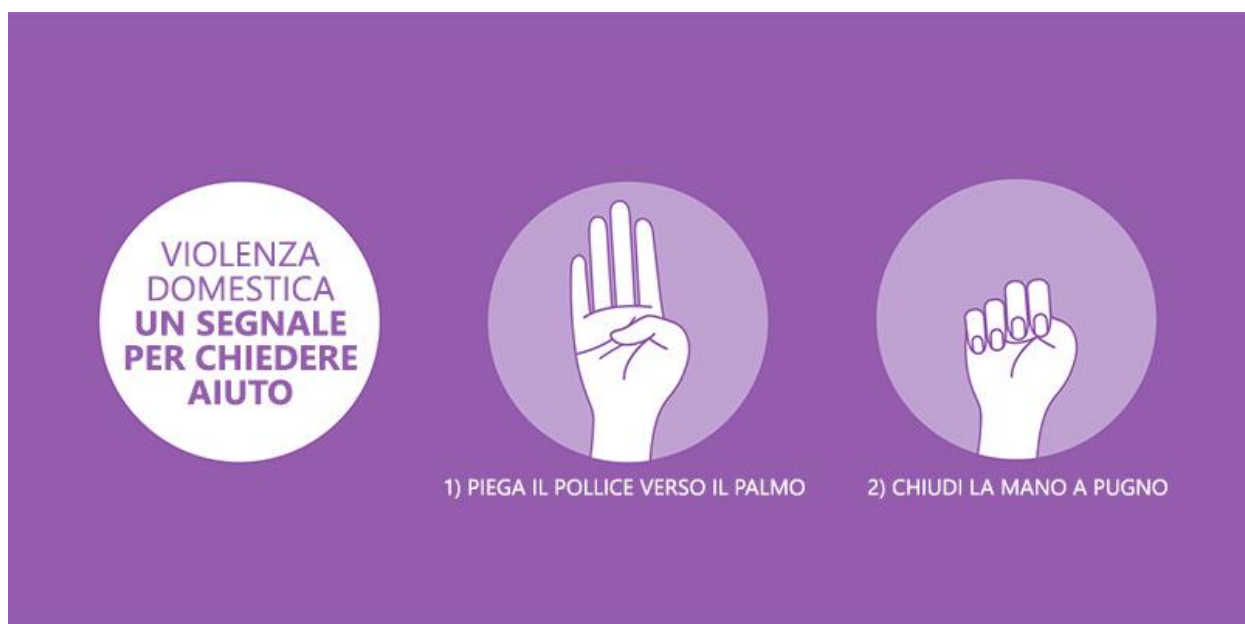 VIOLENZA
DOMESTICA
UN SEGNALE
PER CHIEDERE
AIUTO
1) PIEGA IL POLLICE VERSO IL PALMO
2) CHIUDI LA MANO A PUGNO